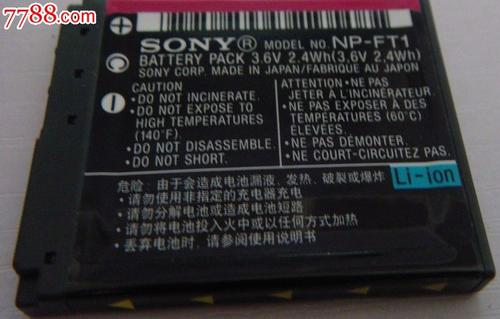 7788.com
SONY® MODEL NO. NP-FT1
BATTERY PACK 3.6V 2.4Wh(3,6V 2,4Wh)
SONY CORP. MADE IN JAPAN/FABRIQUÉ AU JAPON
CAUTION:
• DO NOT INCINERATE.
• DO NOT EXPOSE TO
HIGH TEMPERATURES
(140°F).
• DO NOT DISASSEMBLE.
• DO NOT SHORT.
ATTENTION:
• NE PAS
JETER À L'INCINÉRATEUR.
• NE PAS EXPOSER À DES
TEMPÉRATURES (60°C)
ÉLEVÉES.
• NE PAS DÉMONTER.
• NE PAS
COURT-CIRCUITEZ PAS.
危险: 由于会造成电池漏液、发热、破裂或爆炸
• 请勿使用非指定的充电器充电
• 请勿分解电池或造成电池短路
• 请勿将电池投入火中或以任何方式加热
• 丢弃电池时，请参阅使用说明书
Li-ion